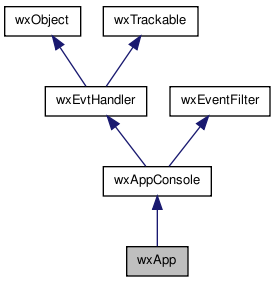 wxObject
wxTrackable
wxEvtHandler
wxEventFilter
wxAppConsole
wxApp